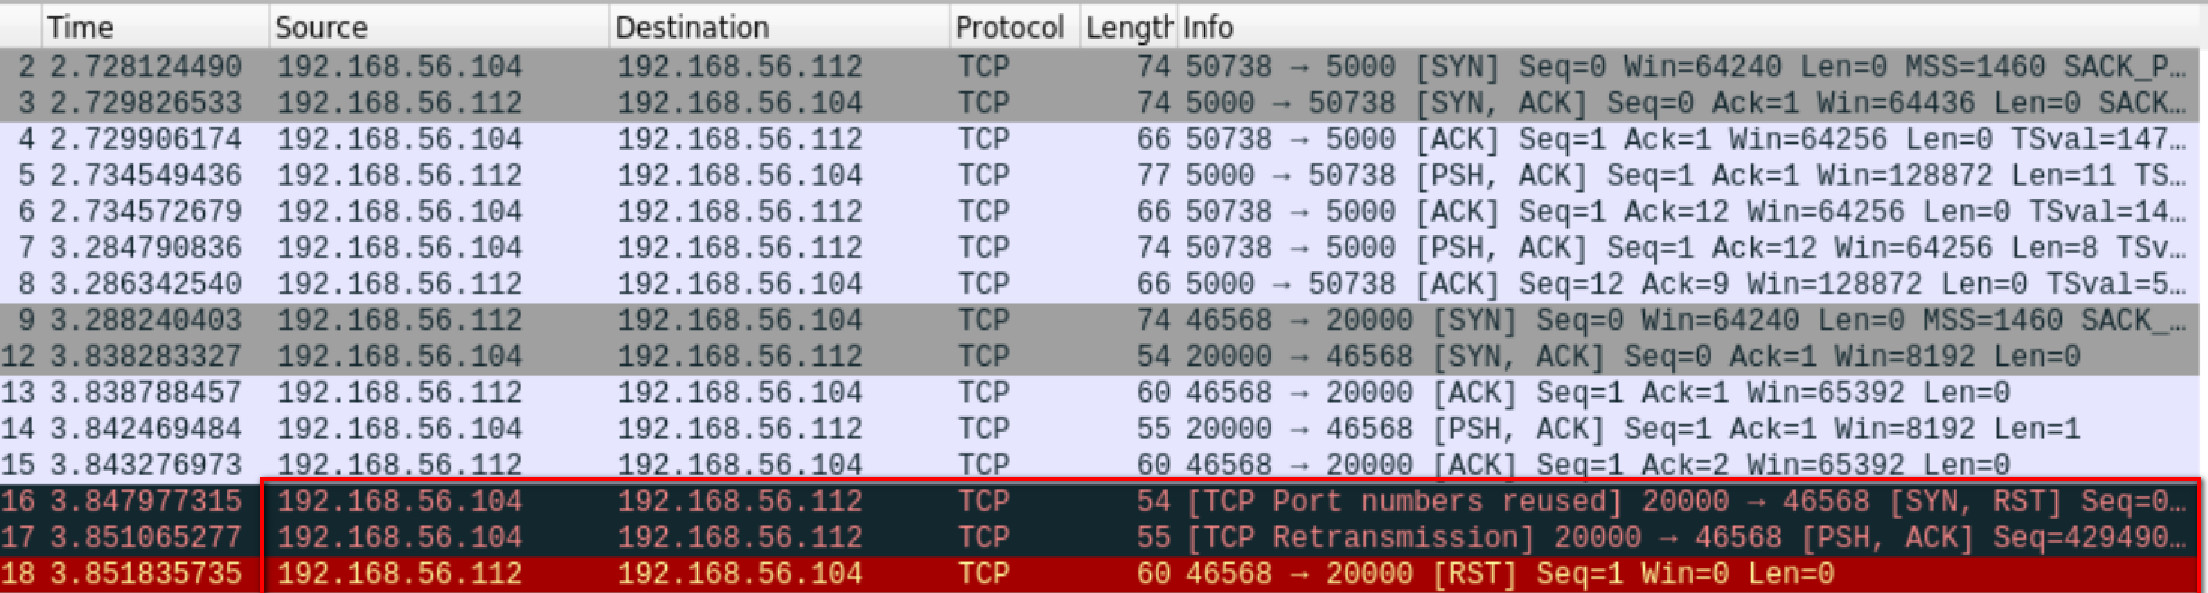 Time Source Destination Protocol Length Info
2 2.728124490 192.168.56.104 192.168.56.112 TCP 74 50738 → 5000 [SYN] Seq=0 Win=64240 Len=0 MSS=1460 SACK_P…
3 2.729826533 192.168.56.112 192.168.56.104 TCP 74 5000 → 50738 [SYN, ACK] Seq=0 Ack=1 Win=64436 Len=0 SACK…
4 2.729906174 192.168.56.104 192.168.56.112 TCP 66 50738 → 5000 [ACK] Seq=1 Ack=1 Win=64256 Len=0 TSval=147…
5 2.734549436 192.168.56.112 192.168.56.104 TCP 77 5000 → 50738 [PSH, ACK] Seq=1 Ack=1 Win=128872 Len=11 TS…
6 2.734572679 192.168.56.104 192.168.56.112 TCP 66 50738 → 5000 [ACK] Seq=1 Ack=12 Win=64256 Len=0 TSval=14…
7 3.284790836 192.168.56.104 192.168.56.112 TCP 74 50738 → 5000 [PSH, ACK] Seq=1 Ack=12 Win=64256 Len=8 TSv…
8 3.286342540 192.168.56.112 192.168.56.104 TCP 66 5000 → 50738 [ACK] Seq=12 Ack=9 Win=128872 Len=0 TSval=5…
9 3.288240403 192.168.56.112 192.168.56.104 TCP 74 46568 → 20000 [SYN] Seq=0 Win=64240 Len=0 MSS=1460 SACK_…
12 3.838283327 192.168.56.104 192.168.56.112 TCP 54 20000 → 46568 [SYN, ACK] Seq=0 Ack=1 Win=8192 Len=0
13 3.838788457 192.168.56.112 192.168.56.104 TCP 60 46568 → 20000 [ACK] Seq=1 Ack=1 Win=65392 Len=0
14 3.842469484 192.168.56.104 192.168.56.112 TCP 55 20000 → 46568 [PSH, ACK] Seq=1 Ack=1 Win=8192 Len=1
15 3.843276973 192.168.56.112 192.168.56.104 TCP 60 46568 → 20000 [ACK] Seq=1 Ack=2 Win=65392 Len=0
16 3.847977315 192.168.56.104 192.168.56.112 TCP 54 [TCP Port numbers reused] 20000 → 46568 [SYN, RST] Seq=0…
17 3.851065277 192.168.56.104 192.168.56.112 TCP 55 [TCP Retransmission] 20000 → 46568 [PSH, ACK] Seq=429490…
18 3.851835735 192.168.56.112 192.168.56.104 TCP 60 46568 → 20000 [RST] Seq=1 Win=0 Len=0